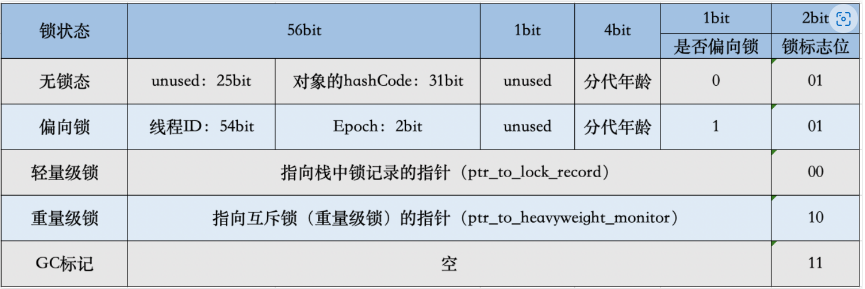 锁状态 56bit 1bit 4bit 1bit 2bit
是否偏向锁 锁标志位
无锁态 unused：25bit 对象的hashCode：31bit unused 分代年龄 0 01
偏向锁 线程ID：54bit Epoch：2bit unused 分代年龄 1 01
轻量级锁 指向栈中锁记录的指针（ptr_to_lock_record） 00
重量级锁 指向互斥锁（重量级锁）的指针（ptr_to_heavyweight_monitor） 10
GC标记 空 11